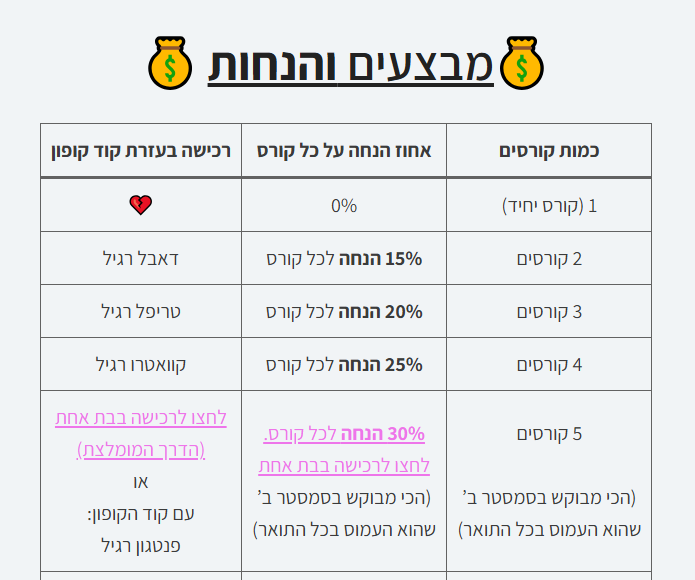 מבצעים והנחות
כמות קורסים
אחוז הנחה על כל קורס
רכישה בעזרת קוד קופון
1 (קורס יחיד)
0%
2 קורסים
15% הנחה לכל קורס
דאבל רגיל
3 קורסים
20% הנחה לכל קורס
טריפל רגיל
4 קורסים
25% הנחה לכל קורס
קוואטרו רגיל
5 קורסים
(הכי מבוקש בסמסטר ב’
שהוא העמוס בכל התואר)
30% הנחה לכל קורס.
לחצו לרכישה בבת אחת
(הכי מבוקש בסמסטר ב’
שהוא העמוס בכל התואר)
לחצו לרכישה בבת אחת
(הדרך המומלצת)
או
עם קוד הקופון:
פנטגון רגיל